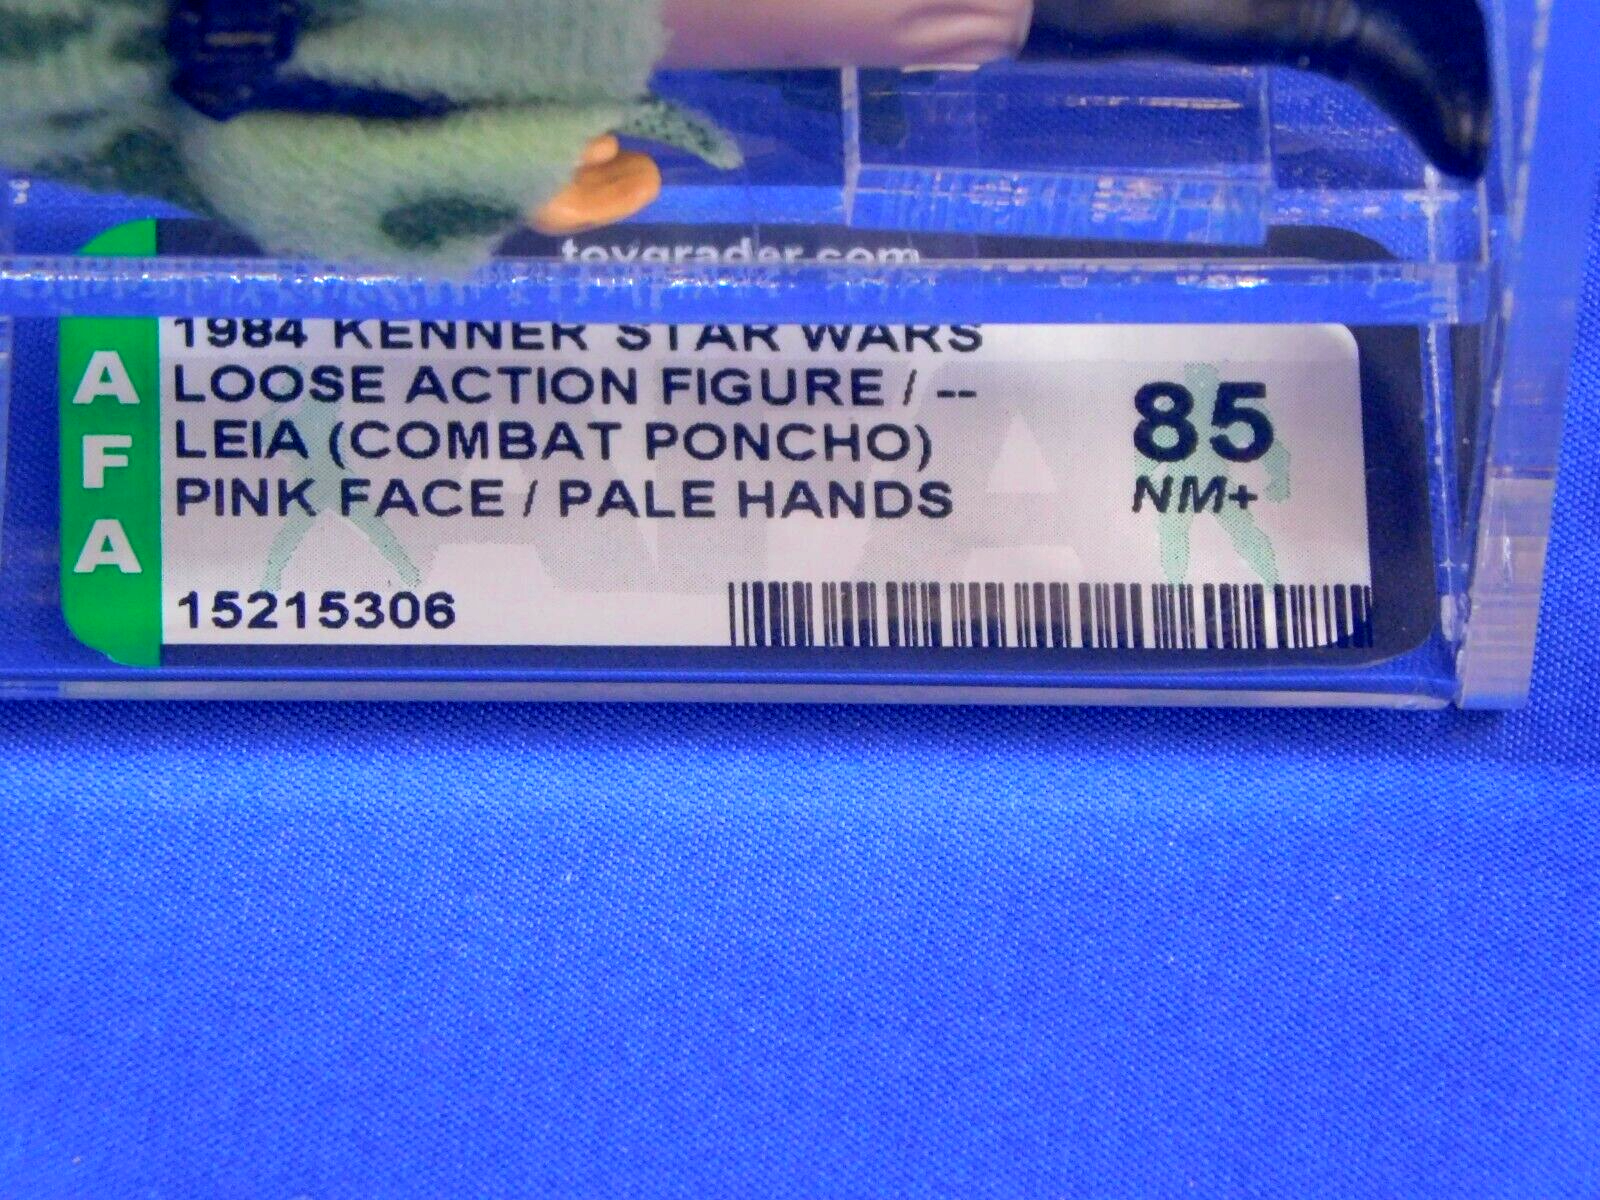 toygrader.com
1984 KENNER STAR WARS
LOOSE ACTION FIGURE / --
LEIA (COMBAT PONCHO)
PINK FACE / PALE HANDS
85
NM+
AFA
15215306